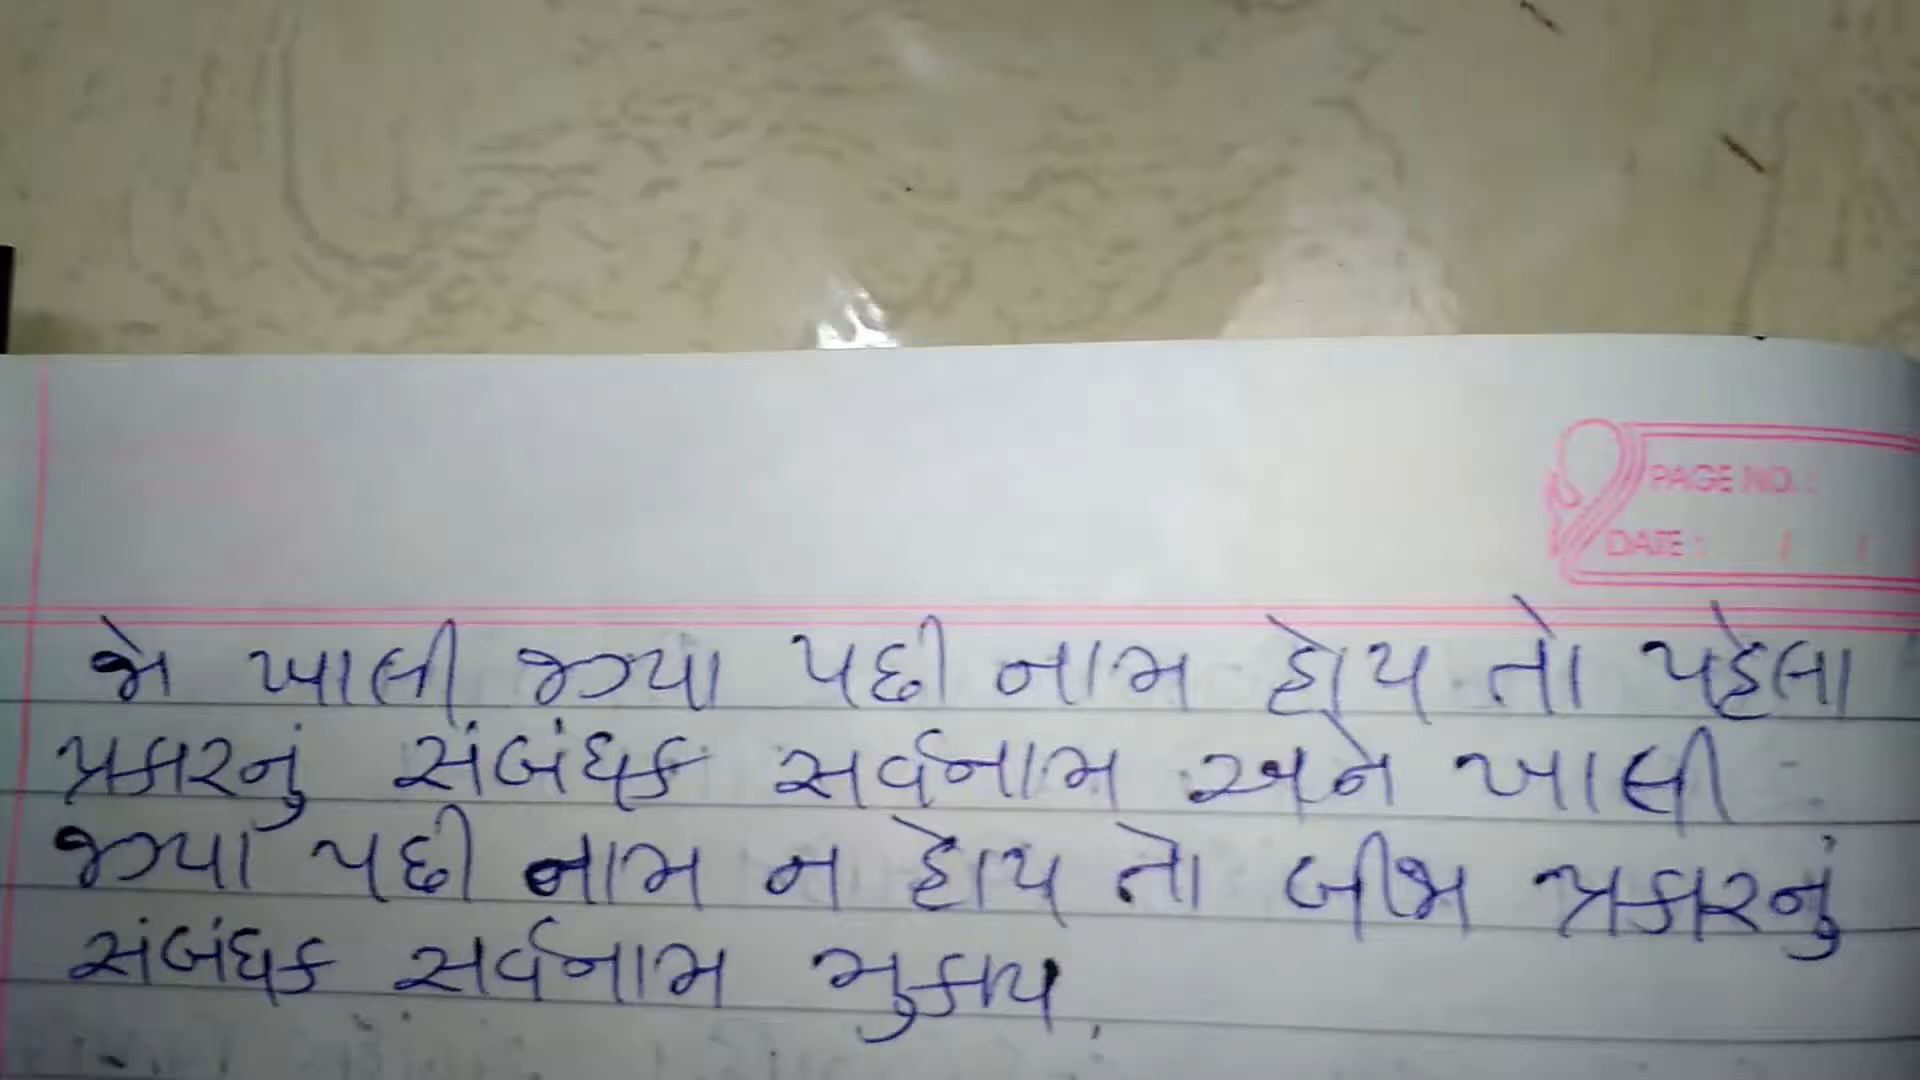 PAGE NO. :
DATE : / /
જો ખાલી જગ્યા પછી નામ હોય તો પહેલા
પ્રકારનું સંબંધક સર્વનામ અને ખાલી
જગ્યા પછી નામ ન હોય તો બીજા પ્રકારનું
સંબંધક સર્વનામ મુકાય.